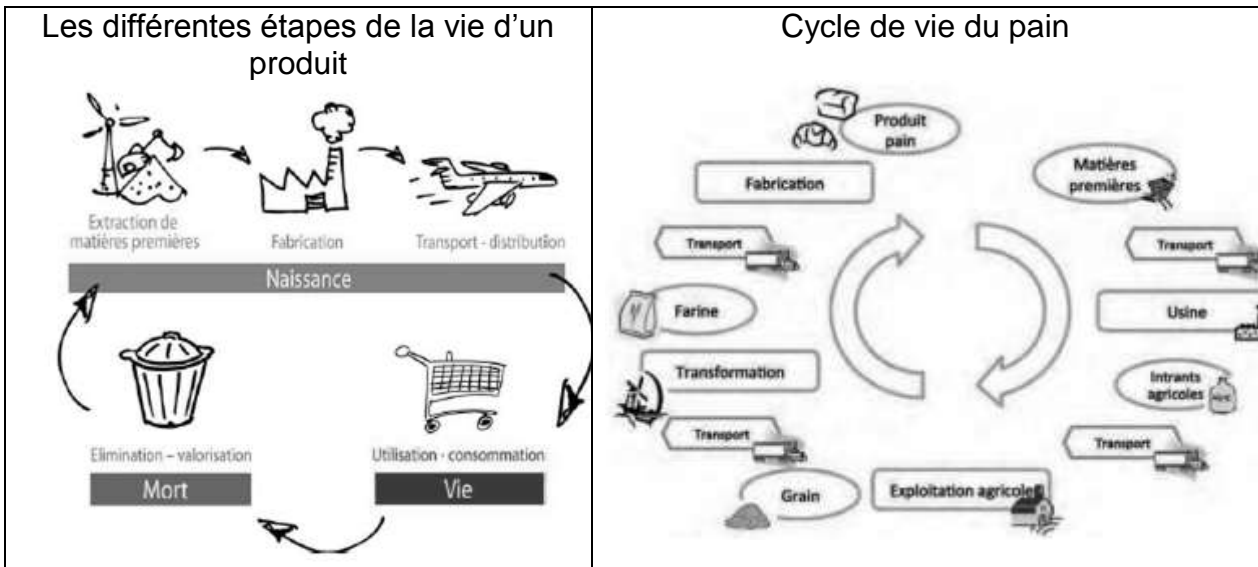 Les différentes étapes de la vie d'un
produit
Extraction de
matières premières
Fabrication
Transport - distribution
Naissance
Elimination – valorisation
Mort
Utilisation - consommation
Vie
Cycle de vie du pain
Produit
pain
Matières
premières
Fabrication
Transport
Transport
Farine
Usine
Transformation
Intrants
agricoles
Transport
Transport
Grain
Exploitation agricole